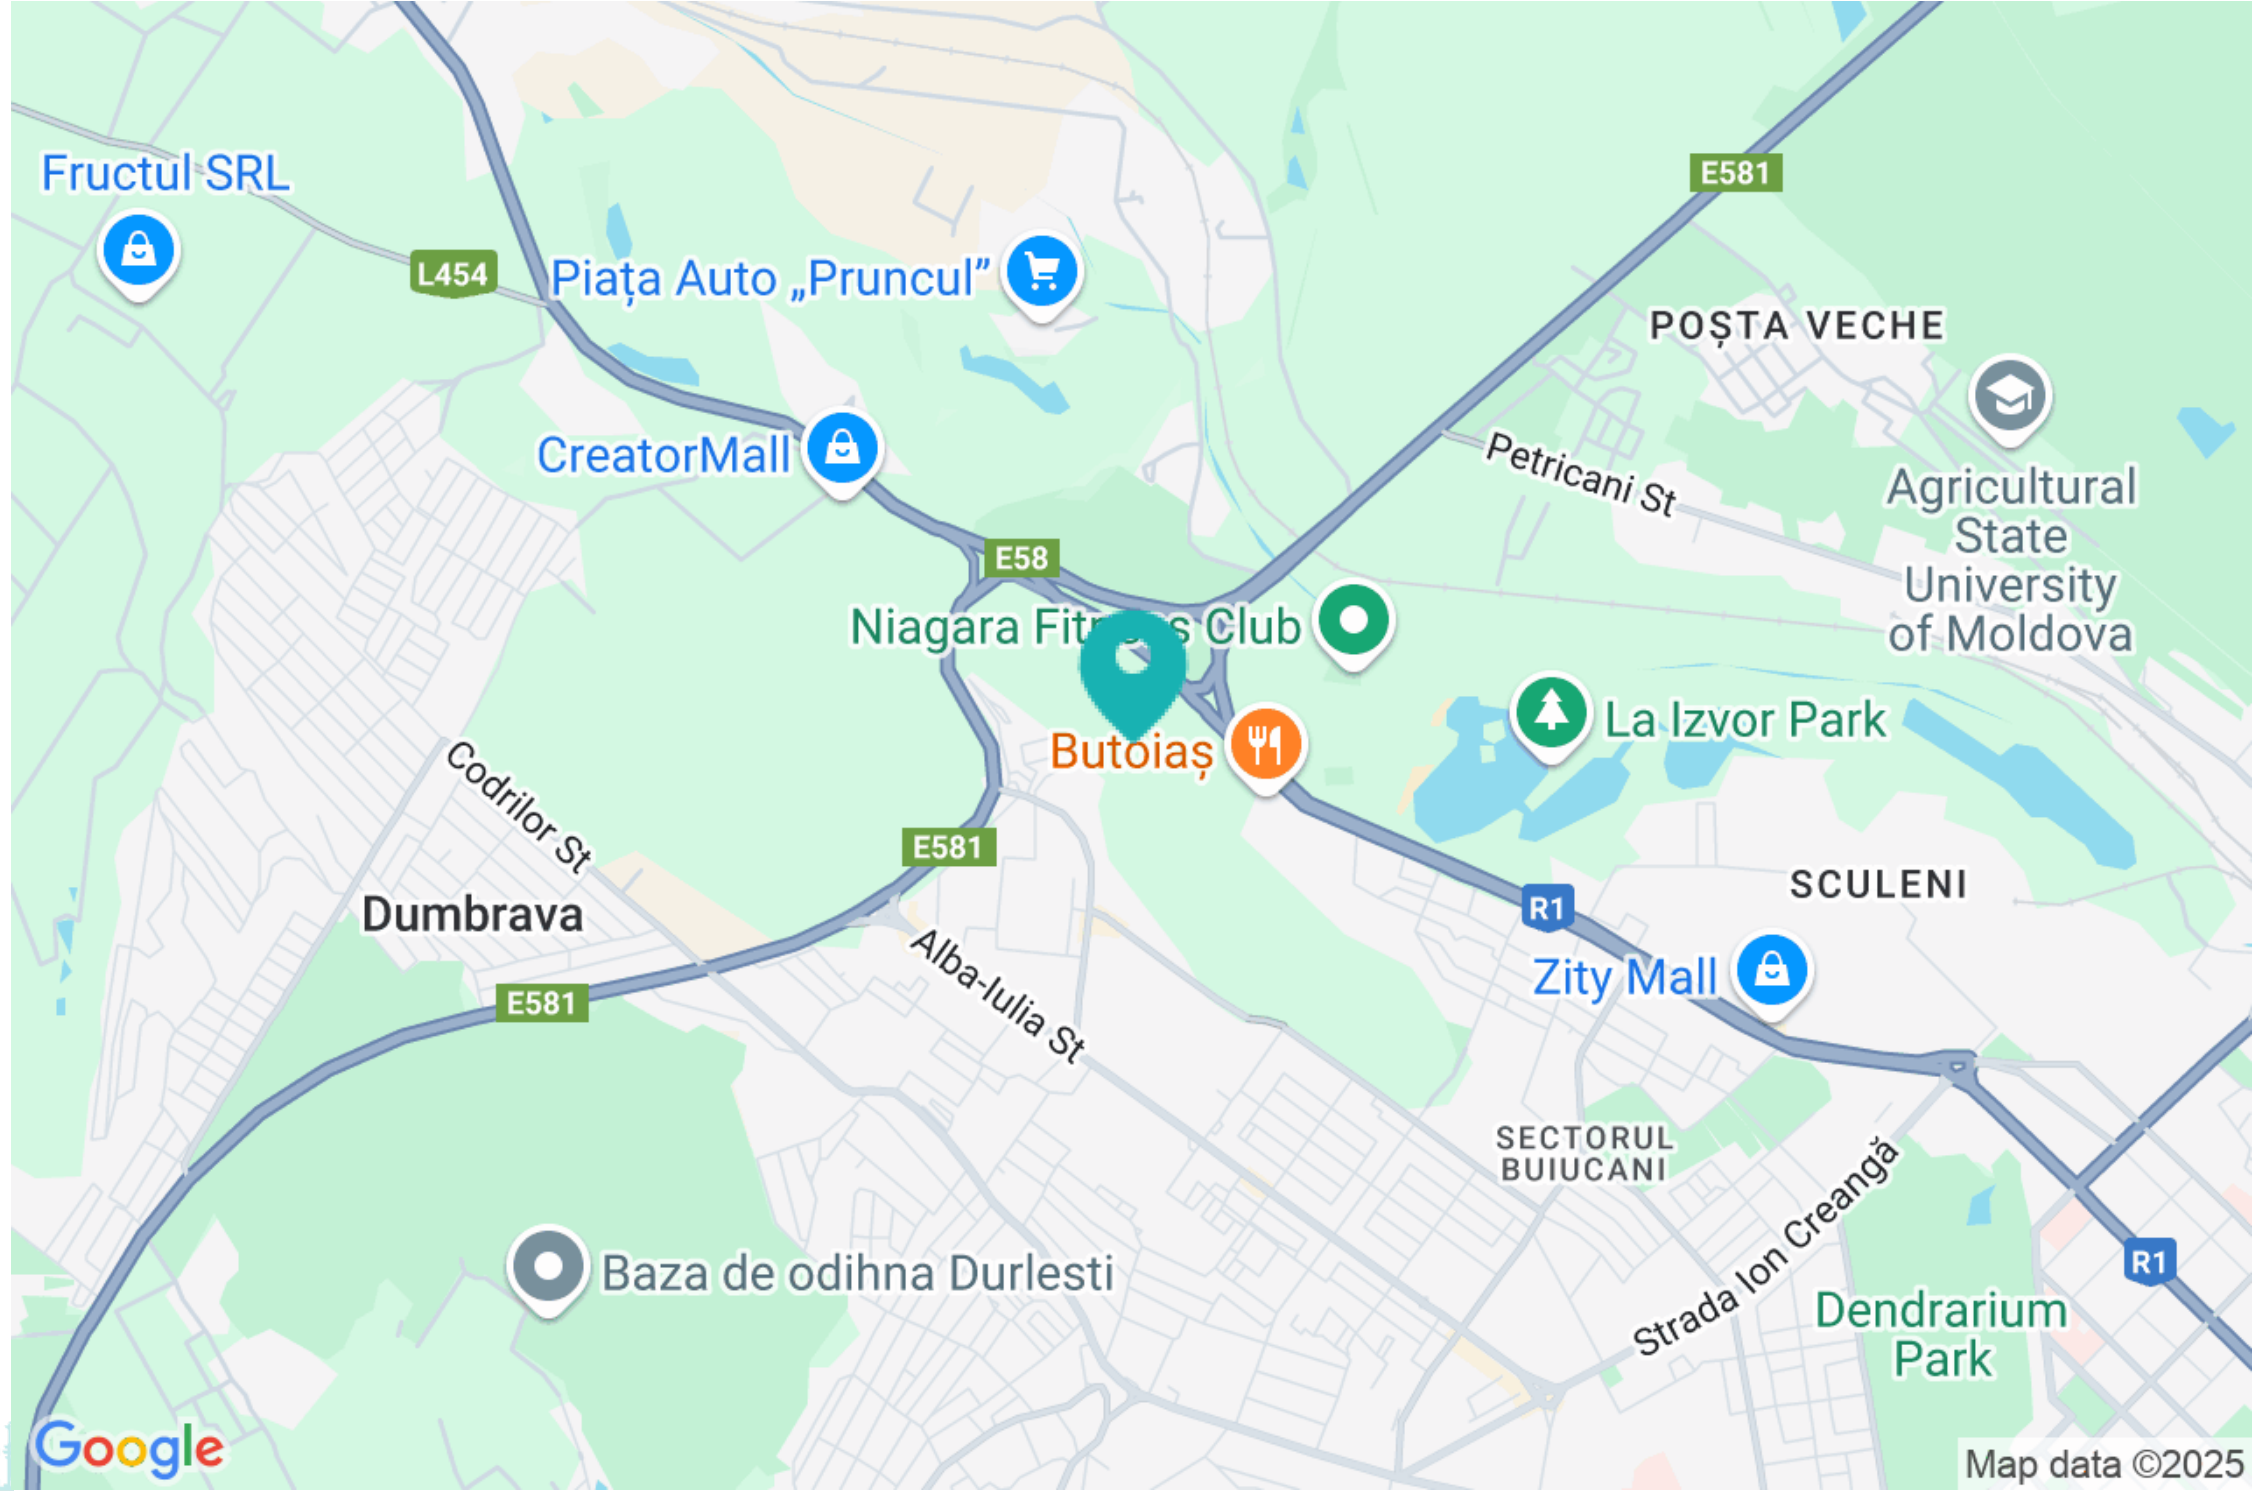 E581
Fructul SRL
L454
Piața Auto „Pruncul”
POȘTA VECHE
CreatorMall
Petricani St
Agricultural
State
University
of Moldova
E58
Niagara Fitness Club
La Izvor Park
Butoiaș
Codrilor St
E581
SCULENI
Dumbrava
R1
Alba-Iulia St
Zity Mall
E581
SECTORUL
BUIUCANI
Strada Ion Creangă
R1
Baza de odihna Durlesti
Dendrarium
Park
Google
Map data ©2025